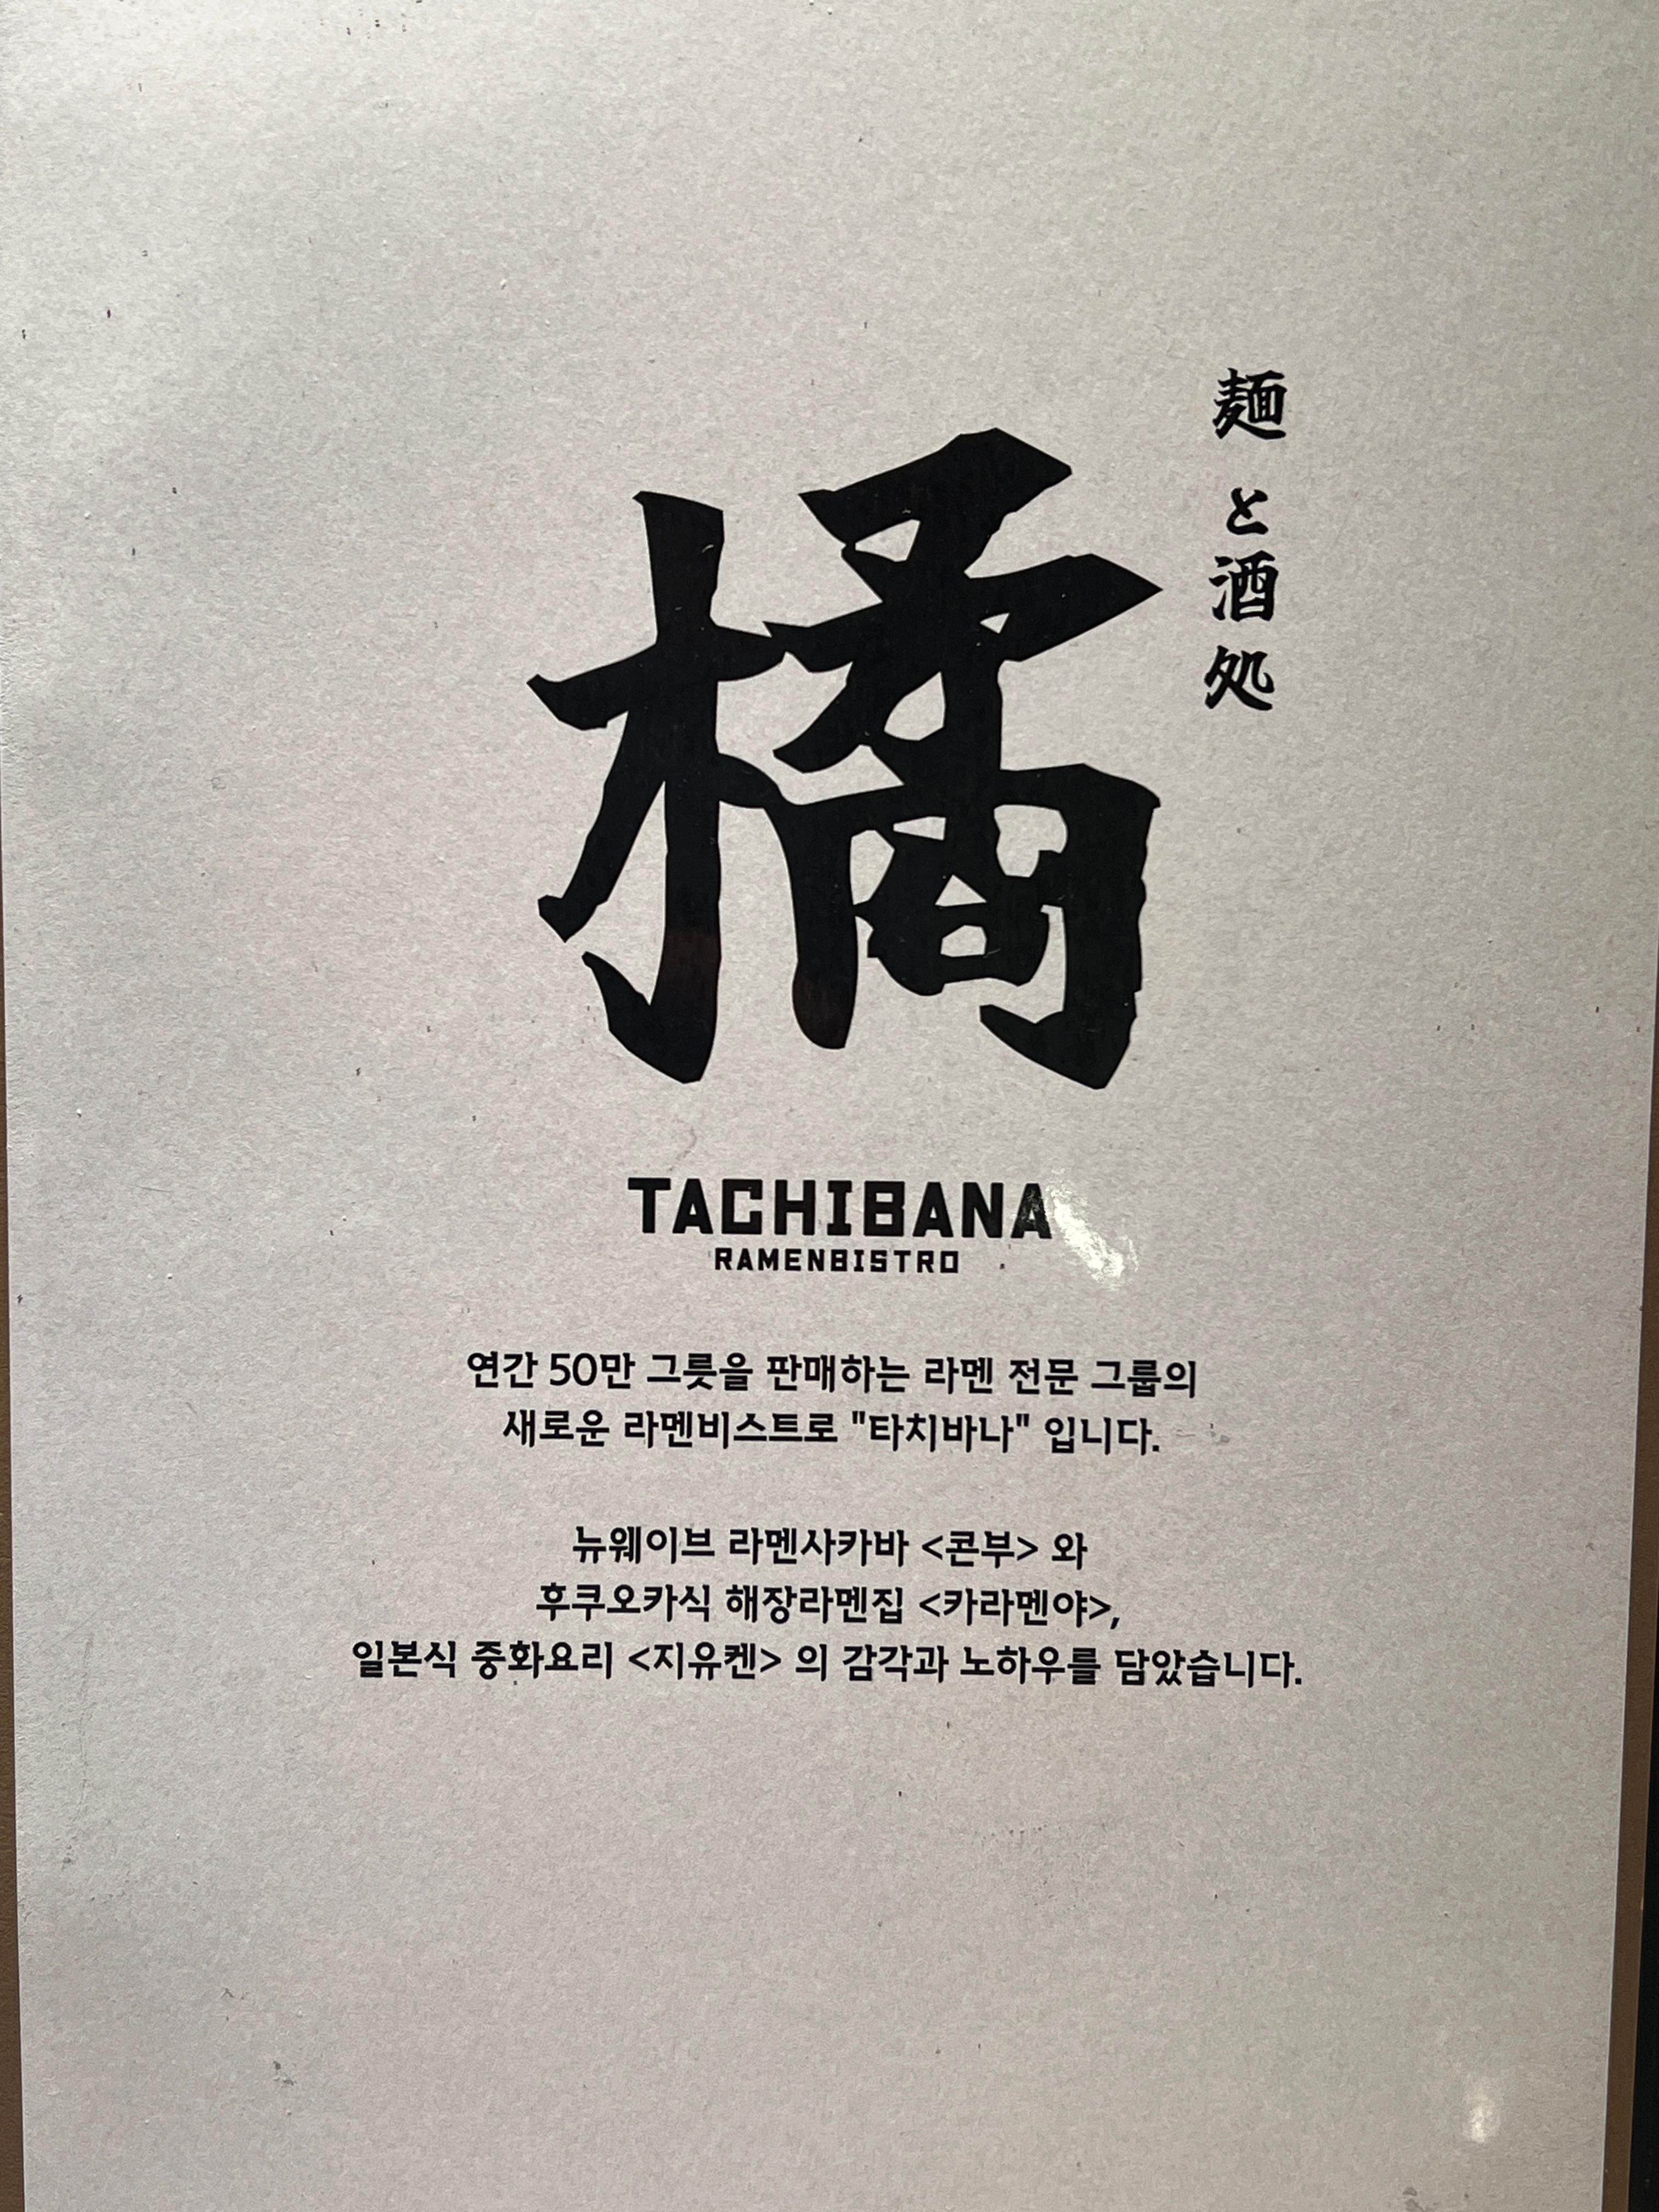 麺と酒処
橘
TACHIBANA
RAMENBISTRO
연간 50만 그릇을 판매하는 라멘 전문 그룹의
새로운 라멘비스트로 "타치바나" 입니다.
뉴웨이브 라멘사카바 <콘부> 와
후쿠오카식 해장라멘집 <카라멘야>,
일본식 중화요리 <지유켄> 의 감각과 노하우를 담았습니다.